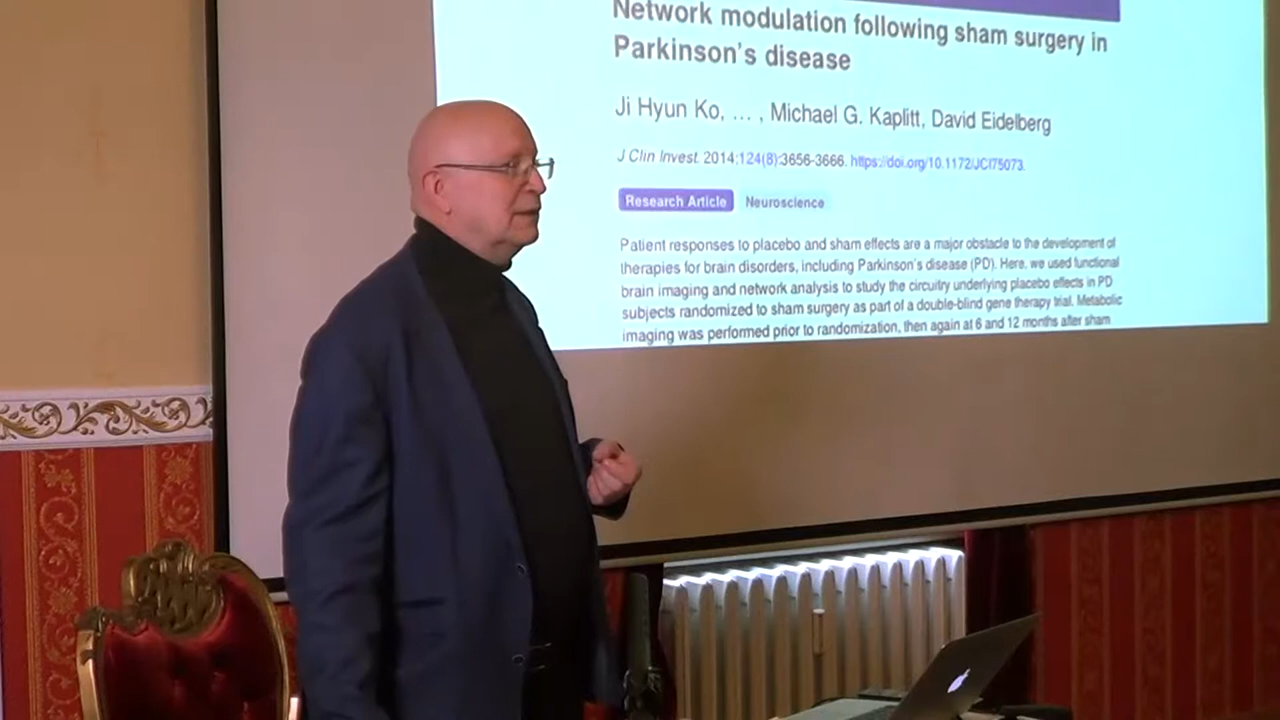 Network modulation following sham surgery in
Parkinson's disease
Ji Hyun Ko, ... , Michael G. Kaplitt, David Eidelberg
J Clin Invest. 2014;124(8):3656-3666. https://doi.org/10.1172/JCI75073.
Research Article Neuroscience
Patient responses to placebo and sham effects are a major obstacle to the development of
therapies for brain disorders, including Parkinson's disease (PD). Here, we used functional
brain imaging and network analysis to study the circuitry underlying placebo effects in PD
subjects randomized to sham surgery as part of a double-blind gene therapy trial. Metabolic
imaging was performed prior to randomization, then again at 6 and 12 months after sham